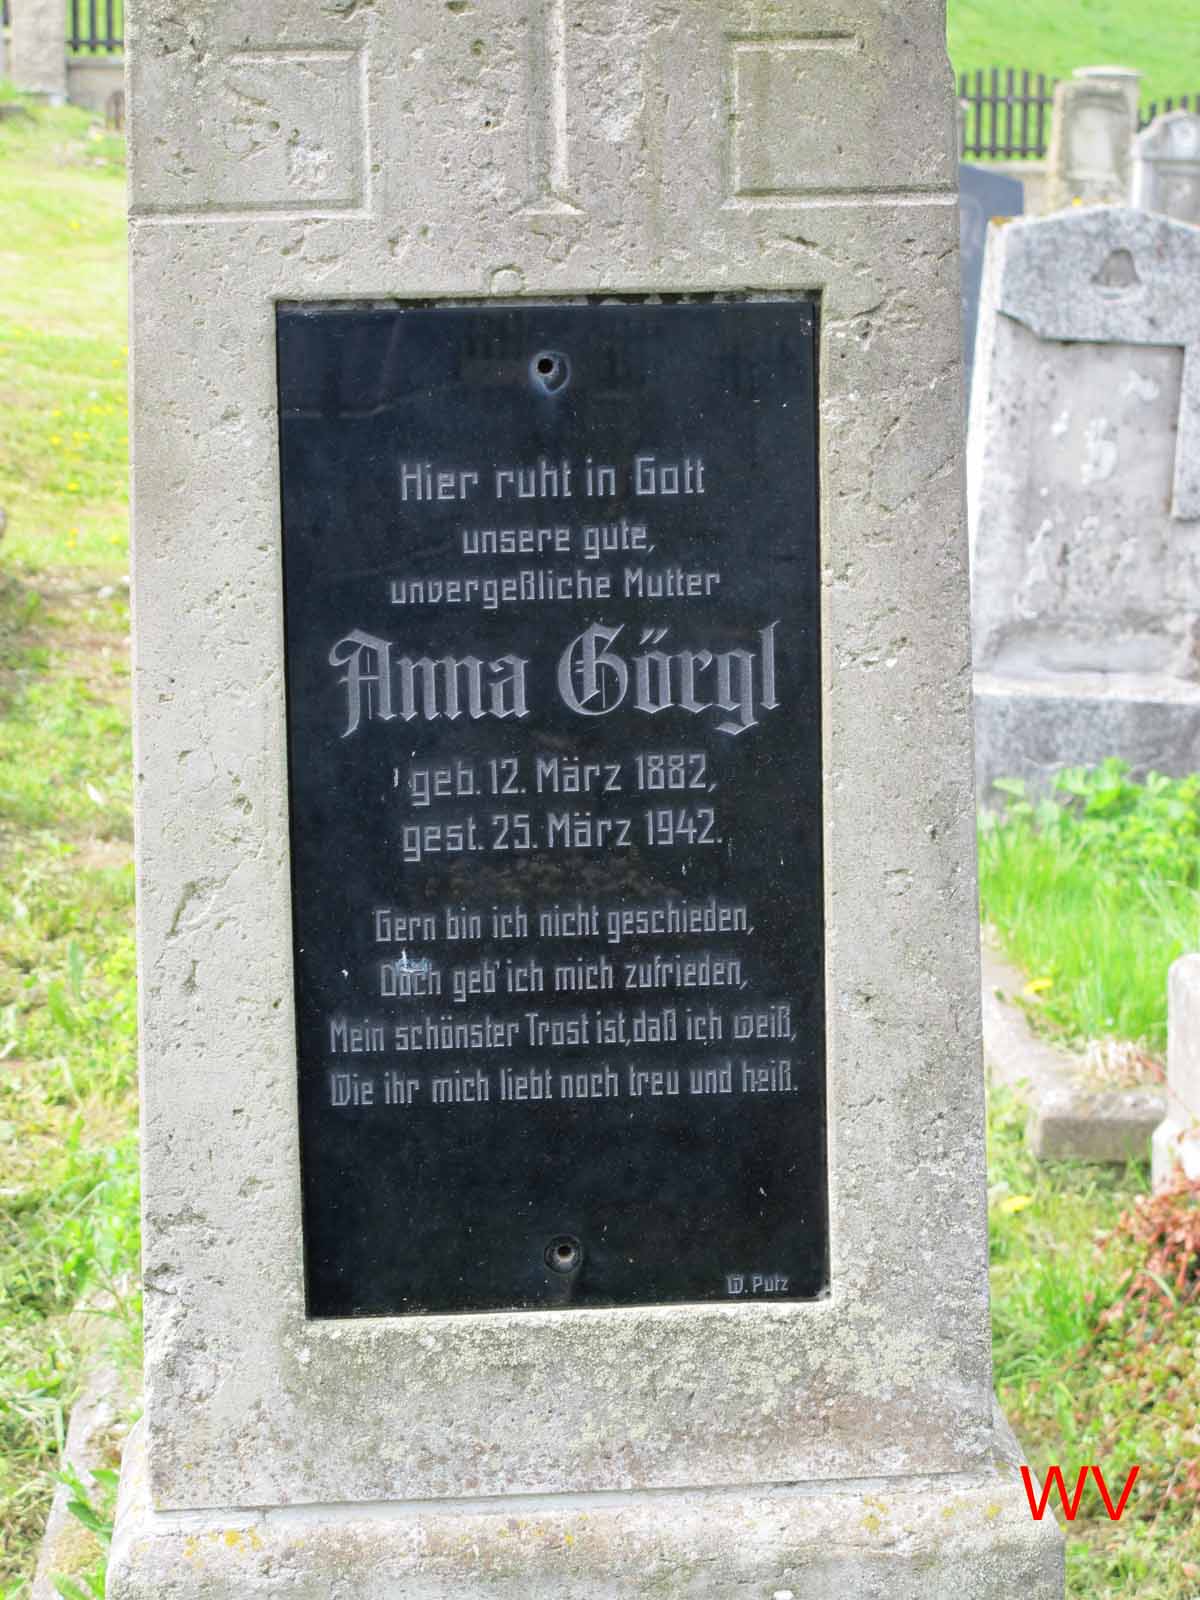 Hier ruht in Gott
unsere gute,
unvergeßliche Mutter
Anna Görgl
geb. 12. März 1882,
gest. 25. März 1942.
Gern bin ich nicht geschieden,
Doch geb' ich mich zufrieden,
Mein schönster Trost ist, daß ich weiß,
Wie ihr mich liebt noch treu und heiß.
W. Putz
WV